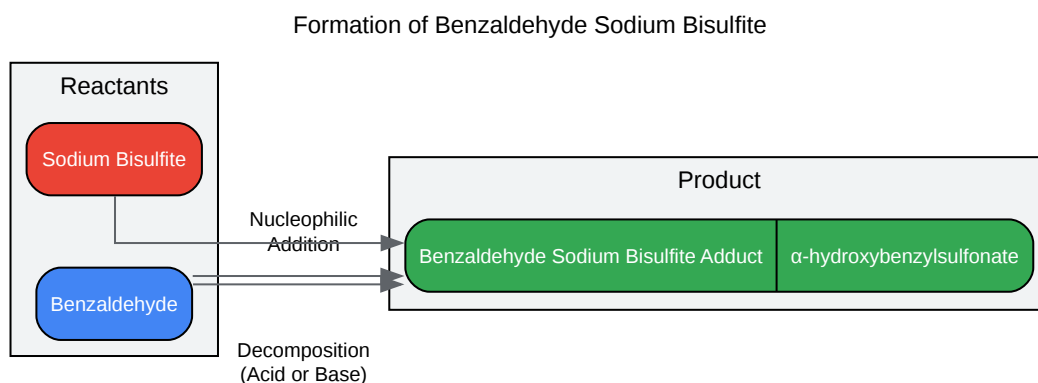 Formation of Benzaldehyde Sodium Bisulfite
Reactants
Sodium Bisulfite
Benzaldehyde
Nucleophilic
Addition
Decomposition
(Acid or Base)
Product
Benzaldehyde Sodium Bisulfite Adduct
α-hydroxybenzylsulfonate